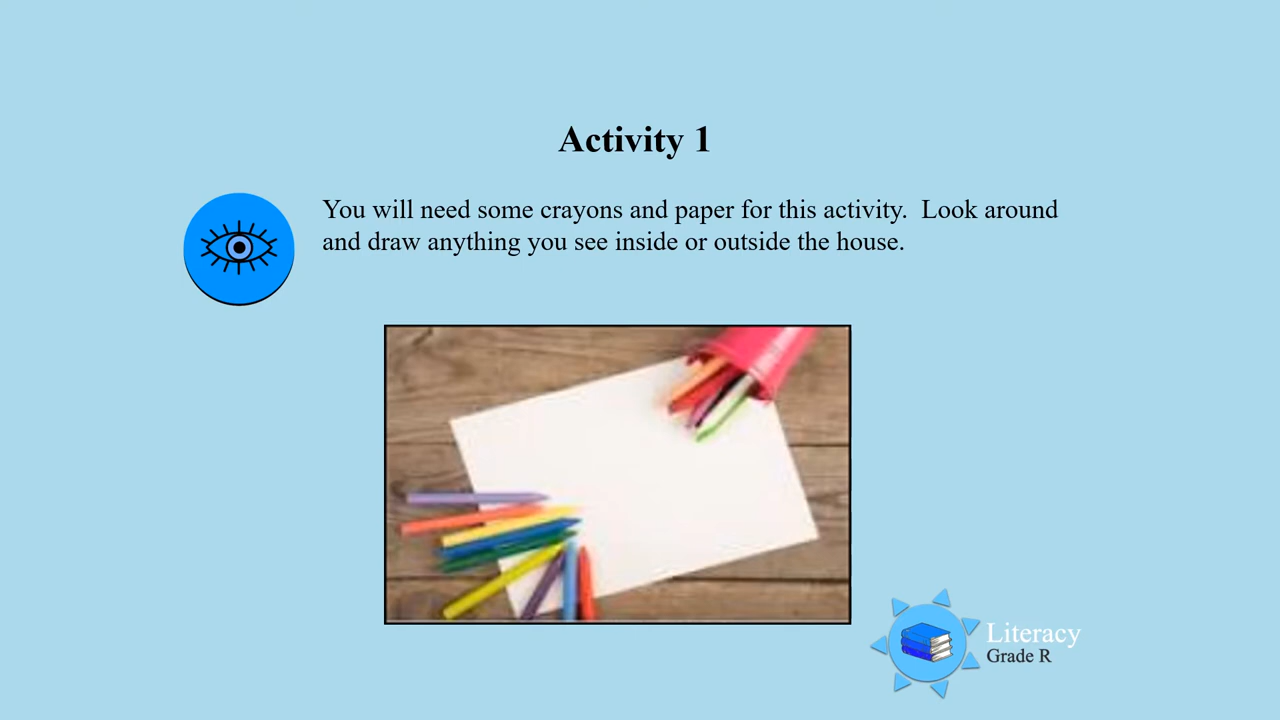 Activity 1
You will need some crayons and paper for this activity.  Look around
and draw anything you see inside or outside the house.
Literacy
Grade R